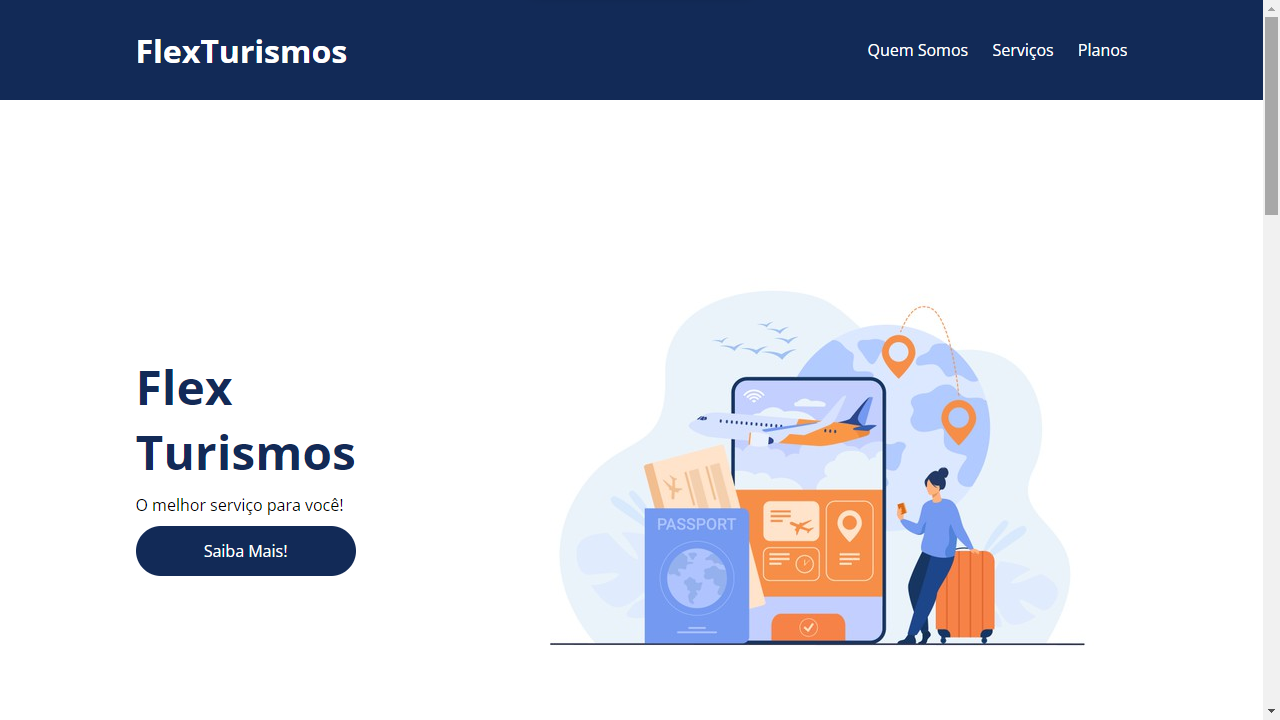 FlexTurismos
Quem Somos Serviços Planos
Flex
Turismos
O melhor serviço para você!
Saiba Mais!
PASSPORT